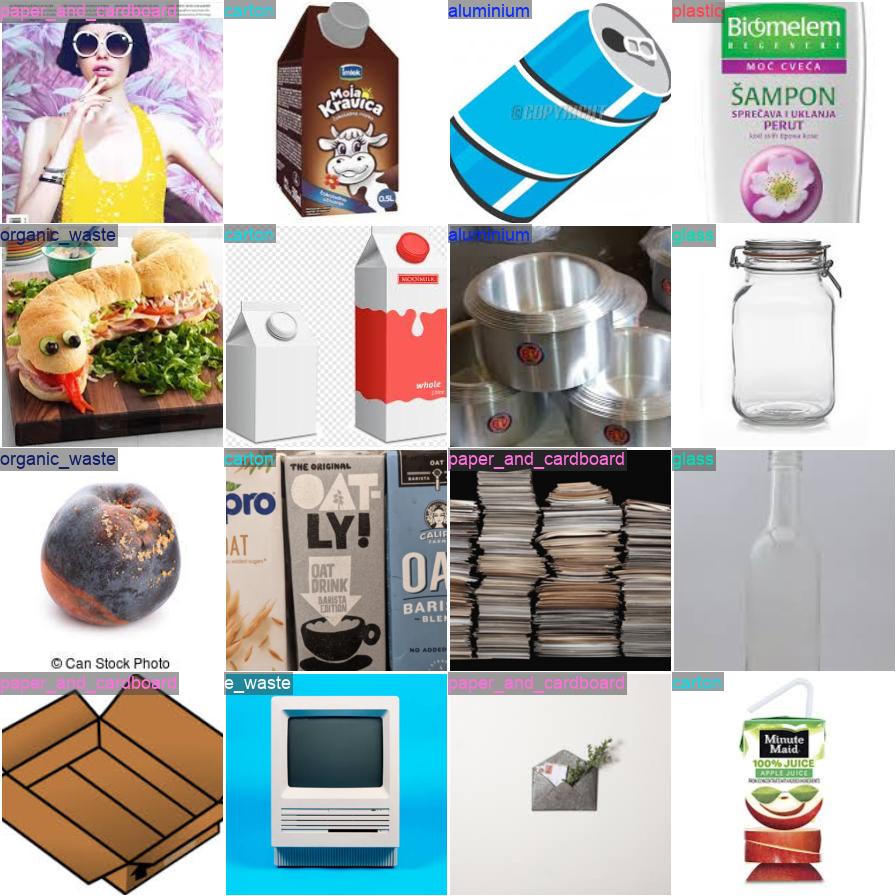 paper_and_cardboard
carton
imlek
Moja
Kravica
0.5L
aluminium
©COPYRIGHT
plastic
Biomelem
REGENERE
MOĆ CVEĆA
ŠAMPON
SPREČAVA I UKLANJA
PERUT
kod svih tipova kose
organic_waste
carton
MOOMILK
whole
aluminium
glass
organic_waste
© Can Stock Photo
carton
pro
OAT
THE ORIGINAL
OAT-
LY!
OAT
DRINK
BARISTA
EDITION
OAT
CALIF
FARM
OA
BARIS
BLEN
NO ADDED
paper_and_cardboard
glass
paper_and_cardboard
e_waste
paper_and_cardboard
carton
Minute
Maid
100% JUICE
APPLE JUICE